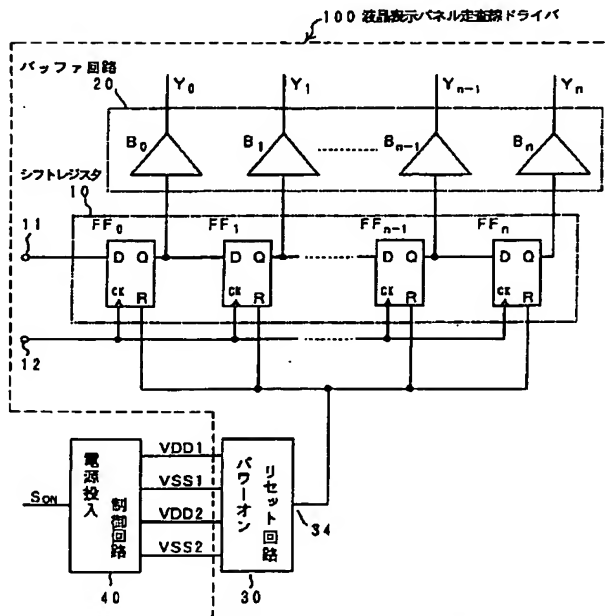 100 液晶表示パネル走査線ドライバ
バッファ回路
20
Y0 Y1 Yn-1 Yn
B0 B1 Bn-1 Bn
シフトレジスタ
10
FF0 FF1 FFn-1 FFn
11
D Q D Q D Q D Q
CK R CK R CK R CK R
12
SON
電源投入
制御回路
40
VDD1
VSS1
VDD2
VSS2
パワーオン
リセット回路
30
34